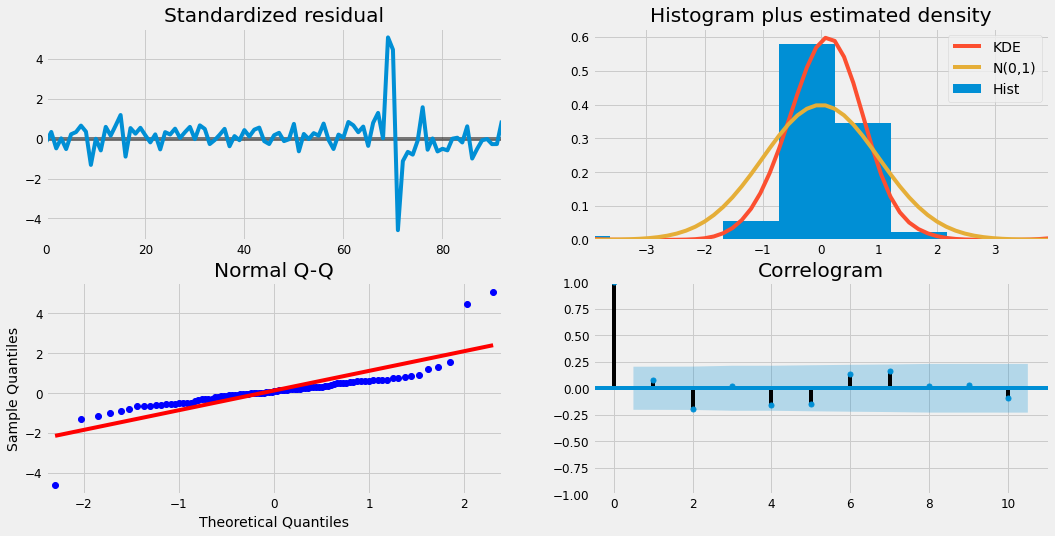 Standardized residual
4
2
0
−2
−4
0 20 40 60 80
Histogram plus estimated density
0.6
0.5
0.4
0.3
0.2
0.1
0.0
−3 −2 −1 0 1 2 3
KDE
N(0,1)
Hist
Normal Q-Q
Sample Quantiles
4
2
0
−2
−4
−2 −1 0 1 2
Theoretical Quantiles
Correlogram
1.00
0.75
0.50
0.25
0.00
−0.25
−0.50
−0.75
−1.00
0 2 4 6 8 10